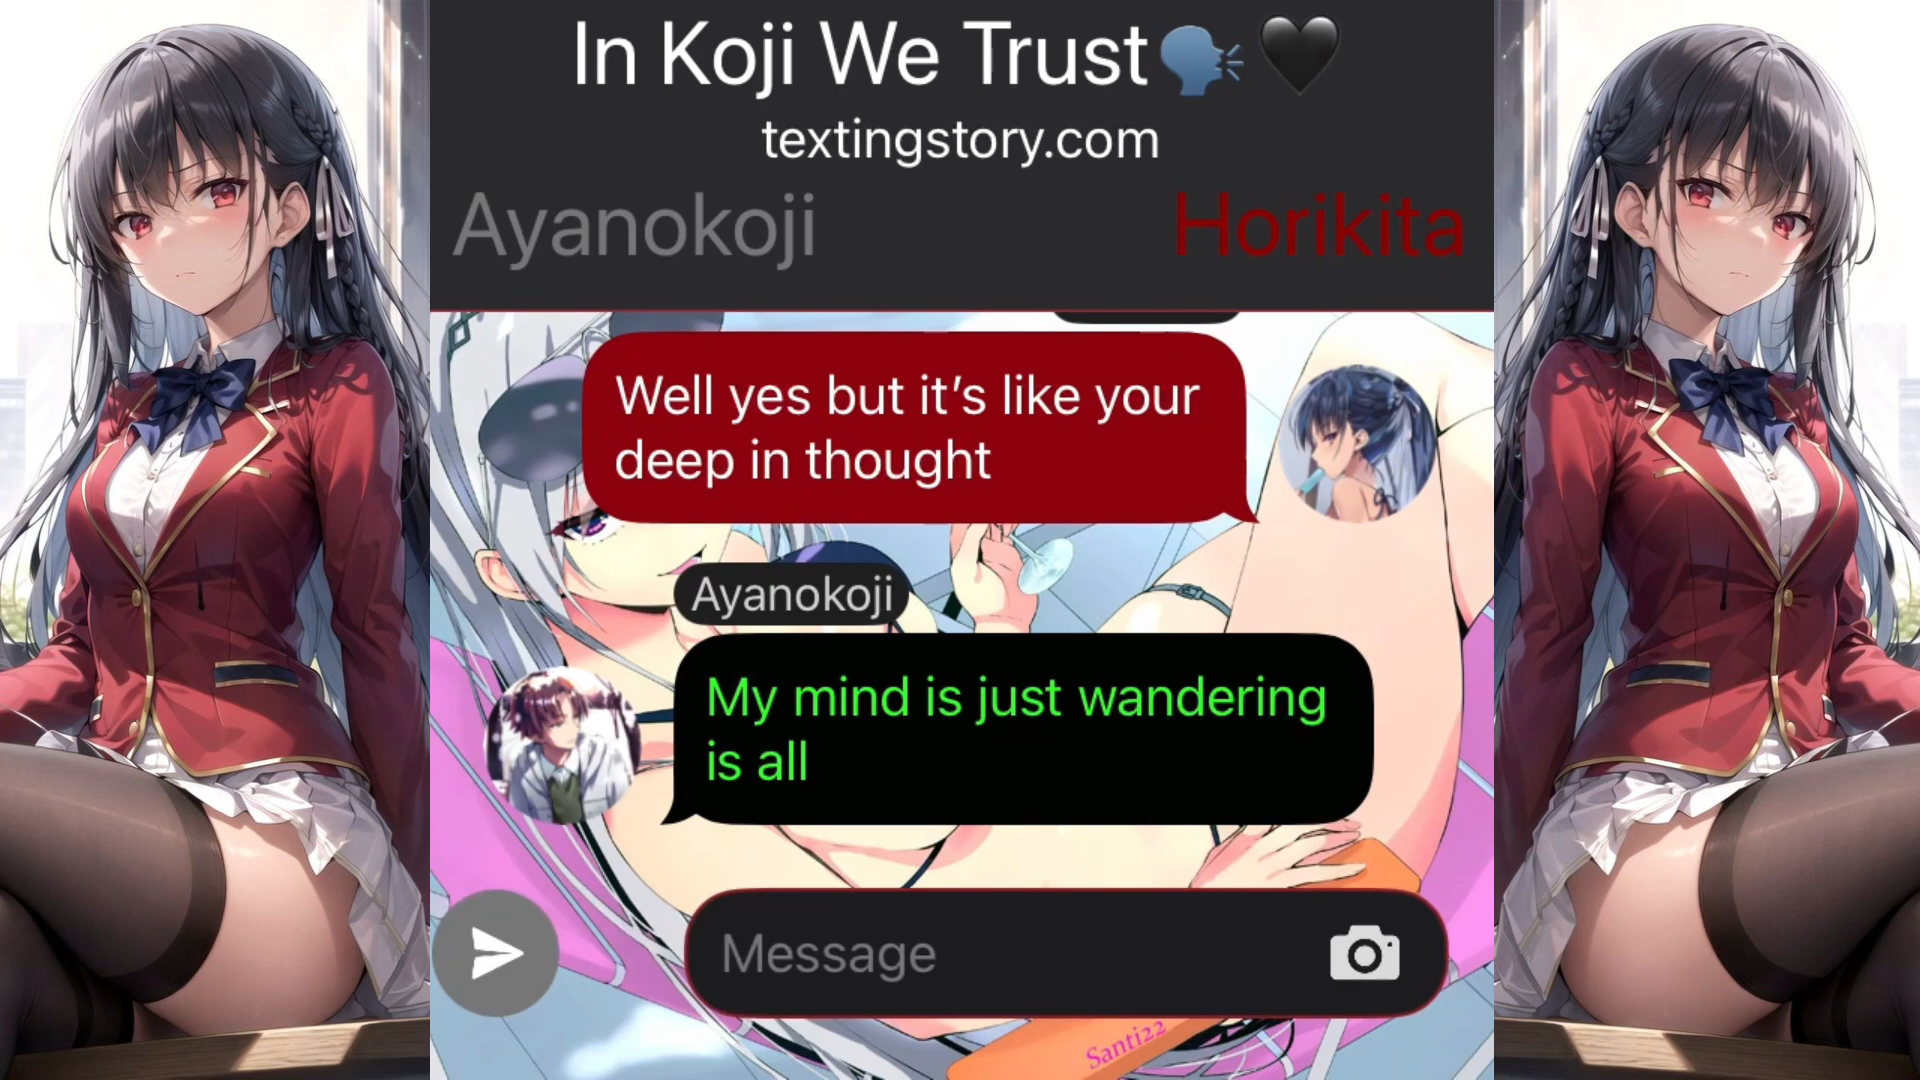 In Koji We Trust🗣️🖤
textingstory.com
Ayanokoji
Horikita
Well yes but it's like your
deep in thought
Ayanokoji
My mind is just wandering
is all
Message
Santi22